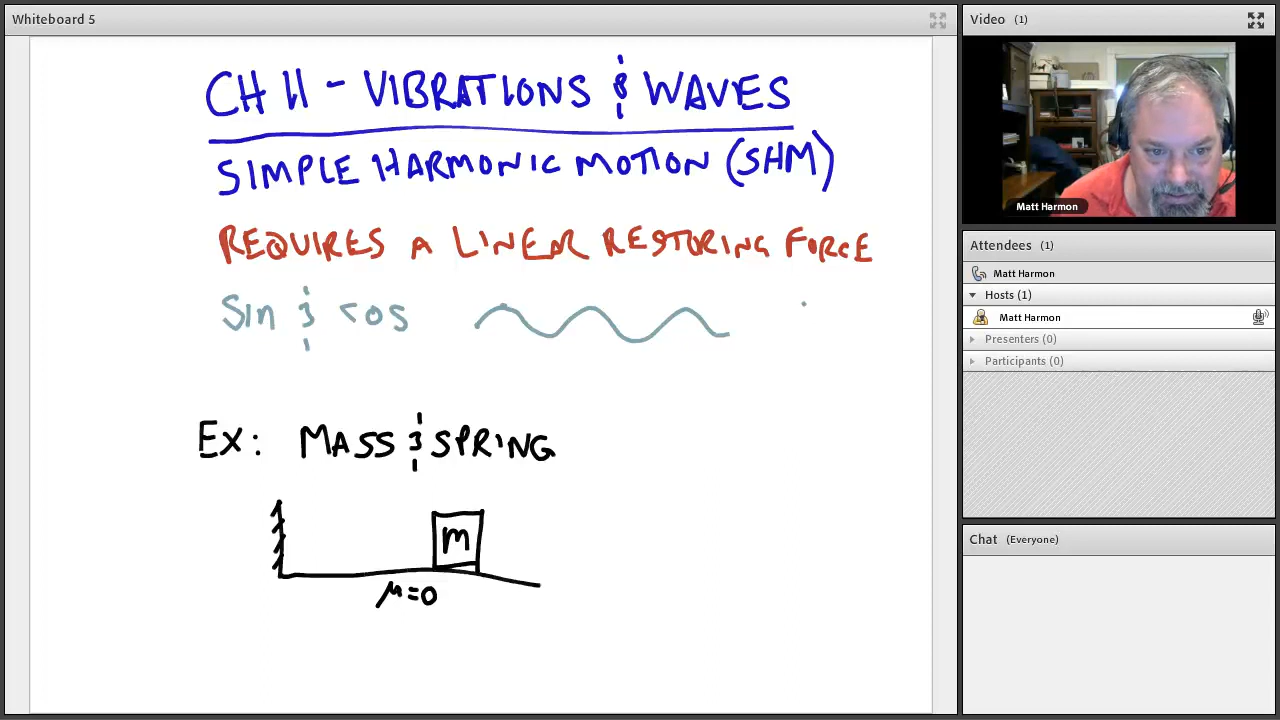 Whiteboard 5
CH 11 - VIBRATIONS & WAVES
SIMPLE HARMONIC MOTION (SHM)
REQUIRES A LINEAR RESTORING FORCE
Sin & cos
Ex: MASS & SPRING
m
μ=0
Video (1)
Matt Harmon
Attendees (1)
Matt Harmon
Hosts (1)
Matt Harmon
Presenters (0)
Participants (0)
Chat (Everyone)